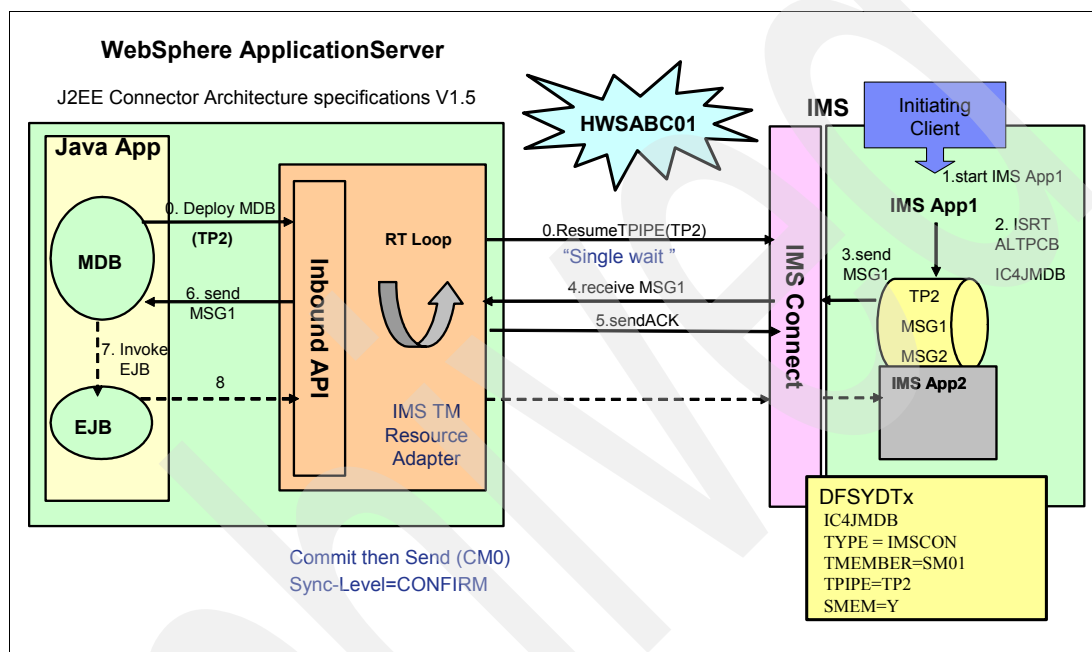 WebSphere ApplicationServer
J2EE Connector Architecture specifications V1.5
HWSABC01
IMS
Initiating
Client
Java App
0. Deploy MDB
(TP2)
MDB
6. send
MSG1
7. Invoke
EJB
EJB
8
Inbound API
RT Loop
IMS TM
Resource
Adapter
0.ResumeTPIPE(TP2)
“Single wait ”
4.receive MSG1
5.sendACK
IMS Connect
1.start IMS App1
IMS App1
2. ISRT
ALTPCB
IC4JMDB
3.send
MSG1
TP2
MSG1
MSG2
IMS App2
Commit then Send (CM0)
Sync-Level=CONFIRM
DFSYDTx
IC4JMDB
TYPE = IMSCON
TMEMBER=SM01
TPIPE=TP2
SMEM=Y